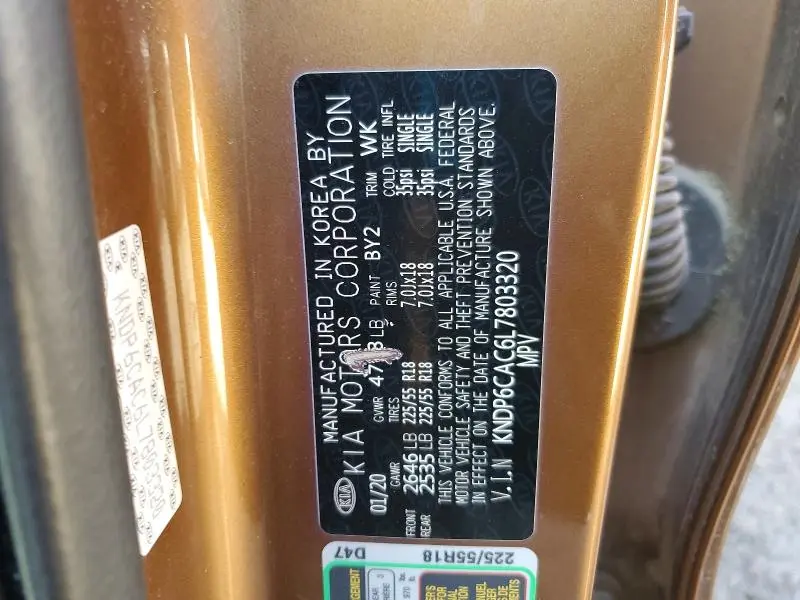 MANUFACTURED IN KOREA BY
KIA KIA MOTORS CORPORATION
01/20 GVWR LB PAINT BY2 TRIM WK
GAWR TIRES RIMS COLD TIRE INFL
FRONT 2646 LB 225/55 R18 7.0Jx18 35psi SINGLE
REAR 2535 LB 225/55 R18 7.0Jx18 35psi SINGLE
THIS VEHICLE CONFORMS TO ALL APPLICABLE U.S.A. FEDERAL
MOTOR VEHICLE SAFETY AND THEFT PREVENTION STANDARDS
IN EFFECT ON THE DATE OF MANUFACTURE SHOWN ABOVE.
V.I.N KNDP6CAC6L7803320
MPV
KNDP6CAC6L7803320
D47
225/55R18